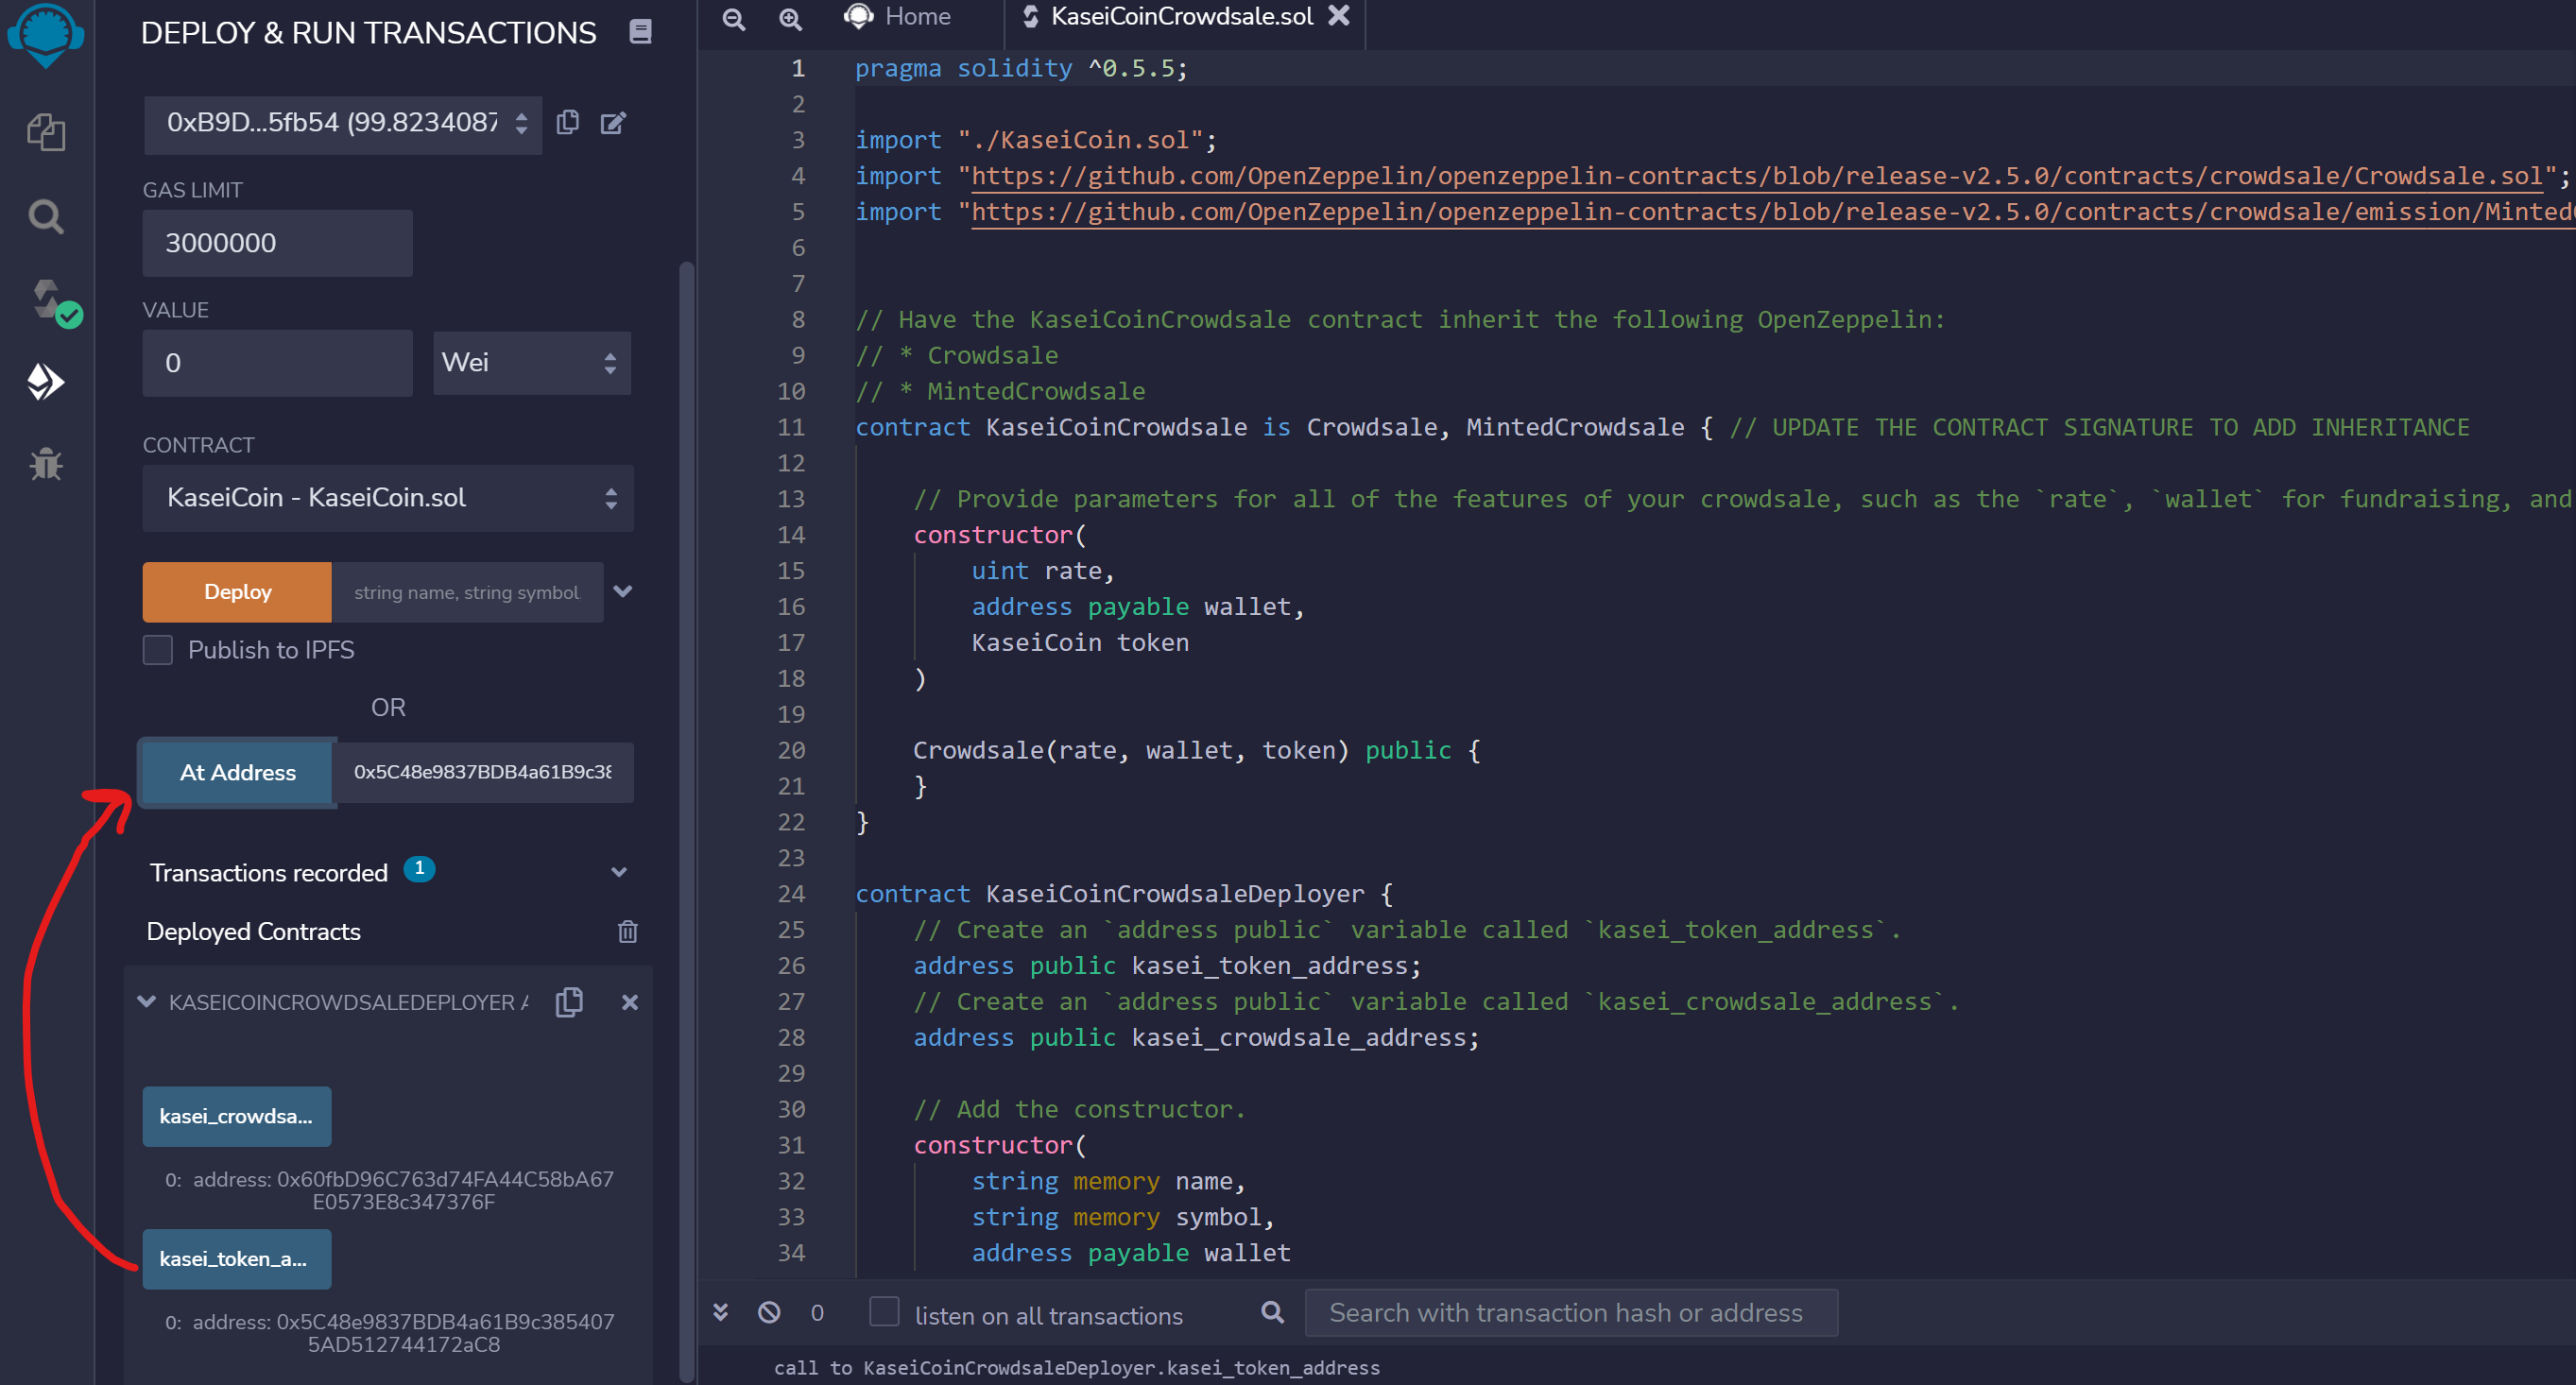 DEPLOY & RUN TRANSACTIONS
0xB9D...5fb54 (99.8234087
GAS LIMIT
3000000
VALUE
0
Wei
CONTRACT
KaseiCoin - KaseiCoin.sol
Deploy
string name, string symbol
Publish to IPFS
OR
At Address
0x5C48e9837BDB4a61B9c38
Transactions recorded 1
Deployed Contracts
KASEICOINCROWDSALEDEPLOYER A
kasei_crowdsa...
0: address: 0x60fbD96C763d74FA44C58bA67
E0573E8c347376F
kasei_token_a...
0: address: 0x5C48e9837BDB4a61B9c385407
5AD512744172aC8
Home
KaseiCoinCrowdsale.sol
1 pragma solidity ^0.5.5;
2
3 import "./KaseiCoin.sol";
4 import "https://github.com/OpenZeppelin/openzeppelin-contracts/blob/release-v2.5.0/contracts/crowdsale/Crowdsale.sol";
5 import "https://github.com/OpenZeppelin/openzeppelin-contracts/blob/release-v2.5.0/contracts/crowdsale/emission/Minted
6
7
8 // Have the KaseiCoinCrowdsale contract inherit the following OpenZeppelin:
9 // * Crowdsale
10 // * MintedCrowdsale
11 contract KaseiCoinCrowdsale is Crowdsale, MintedCrowdsale { // UPDATE THE CONTRACT SIGNATURE TO ADD INHERITANCE
12
13 // Provide parameters for all of the features of your crowdsale, such as the `rate`, `wallet` for fundraising, and
14 constructor(
15 uint rate,
16 address payable wallet,
17 KaseiCoin token
18 )
19
20 Crowdsale(rate, wallet, token) public {
21 }
22 }
23
24 contract KaseiCoinCrowdsaleDeployer {
25 // Create an `address public` variable called `kasei_token_address`.
26 address public kasei_token_address;
27 // Create an `address public` variable called `kasei_crowdsale_address`.
28 address public kasei_crowdsale_address;
29
30 // Add the constructor.
31 constructor(
32 string memory name,
33 string memory symbol,
34 address payable wallet
0
listen on all transactions
Search with transaction hash or address
call to KaseiCoinCrowdsaleDeployer.kasei_token_address